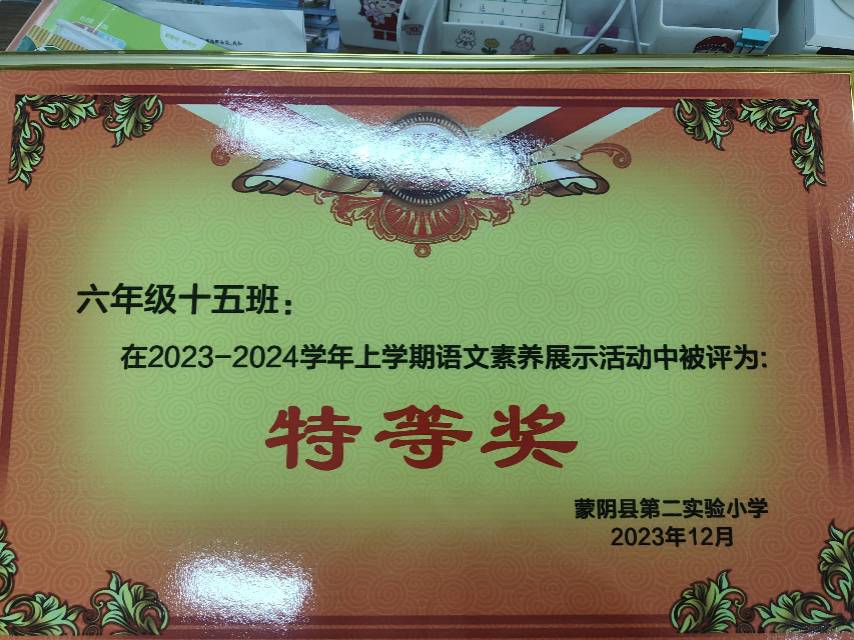 六年级十五班：
在2023-2024学年上学期语文素养展示活动中被评为:
特等奖
蒙阴县第二实验小学
2023年12月